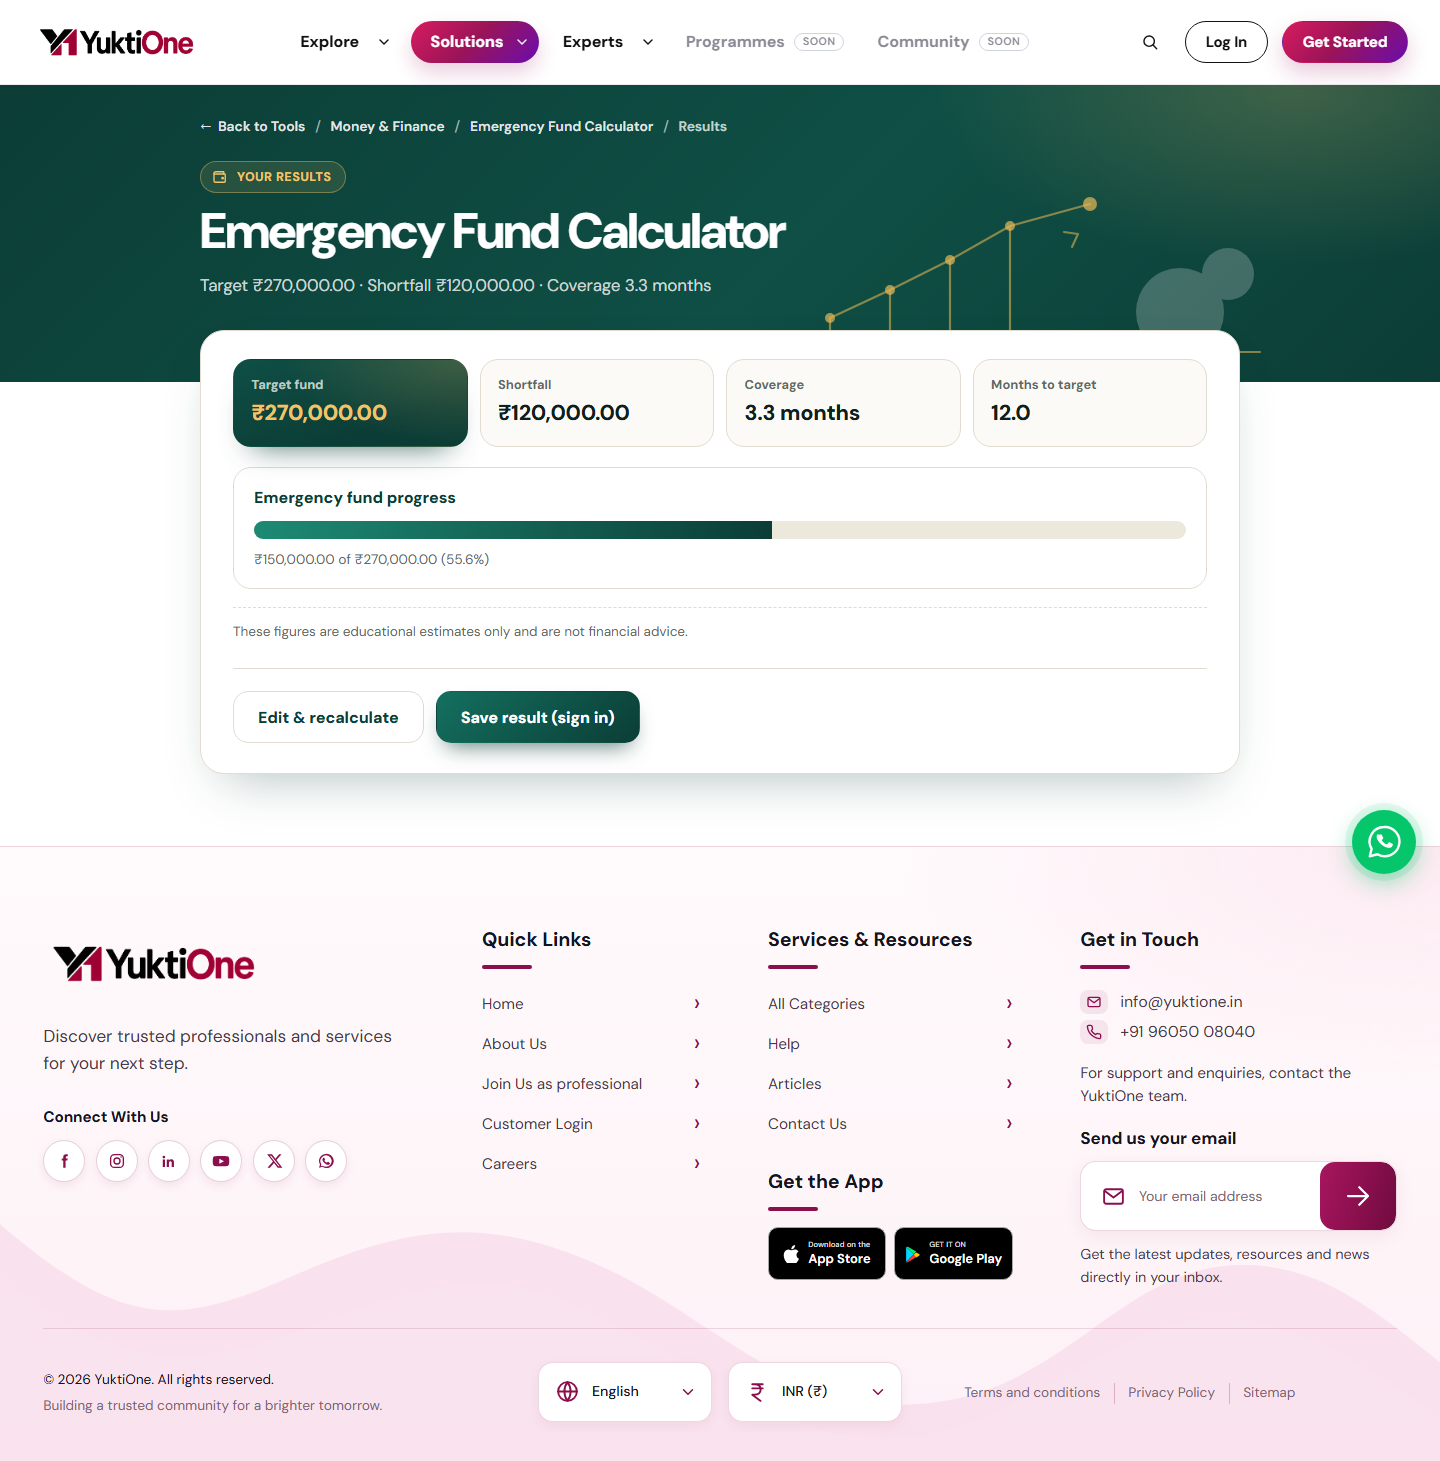 YuktiOne
Explore
Solutions
Experts
Programmes SOON
Community SOON
Log In
Get Started
← Back to Tools / Money & Finance / Emergency Fund Calculator / Results
YOUR RESULTS
Emergency Fund Calculator
Target ₹270,000.00 · Shortfall ₹120,000.00 · Coverage 3.3 months
Target fund
₹270,000.00
Shortfall
₹120,000.00
Coverage
3.3 months
Months to target
12.0
Emergency fund progress
₹150,000.00 of ₹270,000.00 (55.6%)
These figures are educational estimates only and are not financial advice.
Edit & recalculate
Save result (sign in)
YuktiOne
Discover trusted professionals and services
for your next step.
Connect With Us
Quick Links
Home
About Us
Join Us as professional
Customer Login
Careers
Services & Resources
All Categories
Help
Articles
Contact Us
Get the App
Download on the
App Store
GET IT ON
Google Play
Get in Touch
info@yuktione.in
+91 96050 08040
For support and enquiries, contact the
YuktiOne team.
Send us your email
Your email address
Get the latest updates, resources and news
directly in your inbox.
© 2026 YuktiOne. All rights reserved.
Building a trusted community for a brighter tomorrow.
English
INR (₹)
Terms and conditions
Privacy Policy
Sitemap